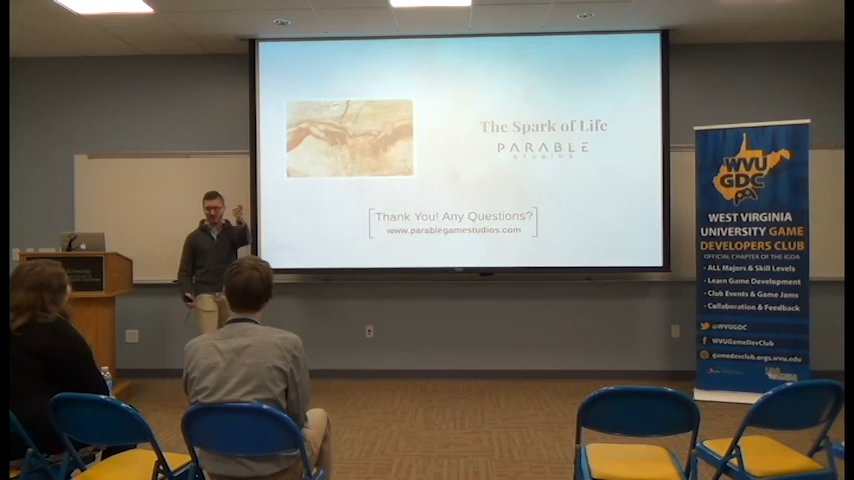 The Spark of Life
PARABLE
STUDIOS
Thank You! Any Questions?
www.parablegamestudios.com
WVU
GDC
WEST VIRGINIA
UNIVERSITY GAME
DEVELOPERS CLUB
OFFICIAL CHAPTER OF THE IGDA
• ALL Majors & Skill Levels
• Learn Game Development
• Club Events & Game Jams
• Collaboration & Feedback
@WVUGDC
WVUGameDevClub
gamedevclub.orgs.wvu.edu